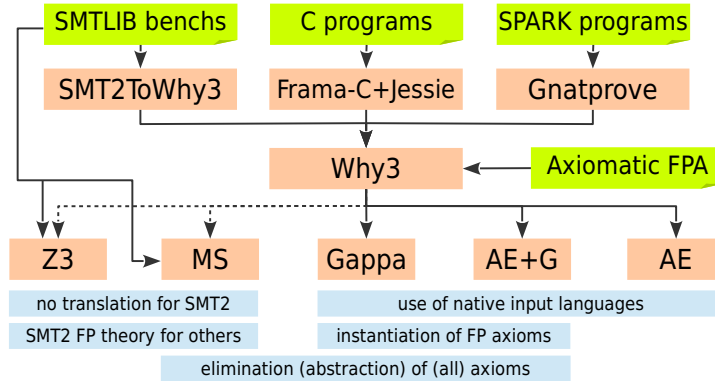 SMTLIB benchs
C programs
SPARK programs
SMT2ToWhy3
Frama-C+Jessie
Gnatprove
Why3
Axiomatic FPA
Z3
MS
Gappa
AE+G
AE
no translation for SMT2
use of native input languages
SMT2 FP theory for others
instantiation of FP axioms
elimination (abstraction) of (all) axioms